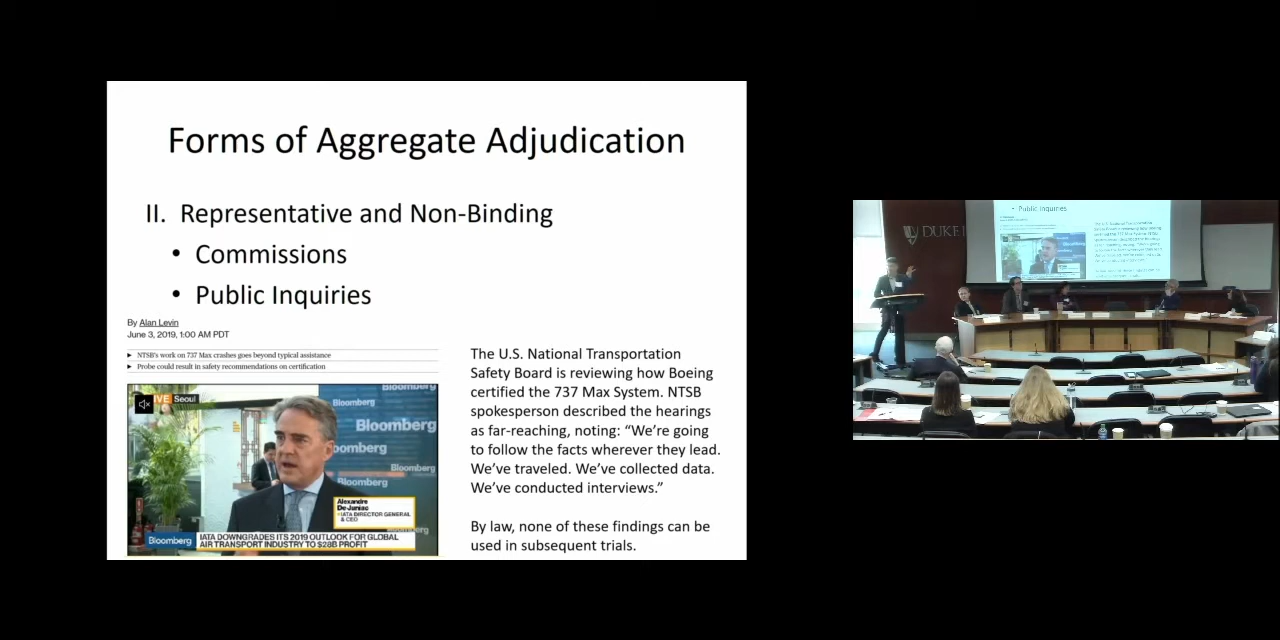 Forms of Aggregate Adjudication
II. Representative and Non-Binding
• Commissions
• Public Inquiries
By Alan Levin
June 3, 2019, 1:00 AM PDT
► NTSB's work on 737 Max crashes goes beyond typical assistance
► Probe could result in safety recommendations on certification
The U.S. National Transportation
Safety Board is reviewing how Boeing
certified the 737 Max System. NTSB
spokesperson described the hearings
as far-reaching, noting: “We’re going
to follow the facts wherever they lead.
We’ve traveled. We’ve collected data.
We’ve conducted interviews.”
By law, none of these findings can be
used in subsequent trials.
Seoul
Bloomberg
Bloomberg
Bloomberg
Bloomberg
Bloomberg
Alexandre
De Juniac
IATA DIRECTOR GENERAL
& CEO
Bloomberg
IATA DOWNGRADES ITS 2019 OUTLOOK FOR GLOBAL
AIR TRANSPORT INDUSTRY TO $28B PROFIT
• Public Inquiries
DUKE